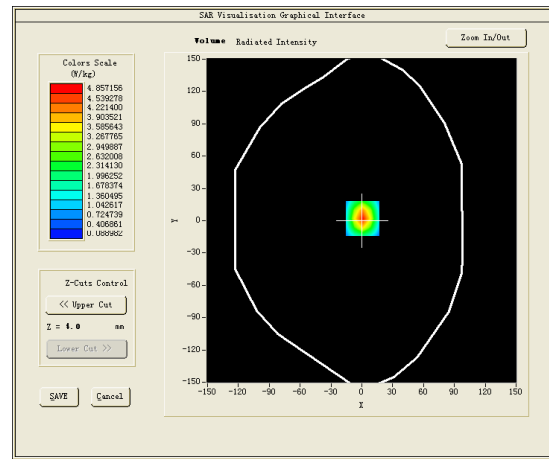 SAR Visualisation Graphical Interface
Volume Radiated Intensity
Zoom In/Out
Colors Scale
(W/kg)
4.857156
4.539278
4.221400
3.903521
3.585643
3.267765
2.949887
2.632008
2.314130
1.996252
1.678374
1.360495
1.042617
0.724739
0.406861
0.088982
150
120
90
60
30
0
-30
-60
-90
-120
-150
Y
-150 -120 -90 -60 -30 0 30 60 90 120 150
X
Z-Cuts Control
<< Upper Cut
Z = 4.0 mm
Lower Cut >>
SAVE Cancel